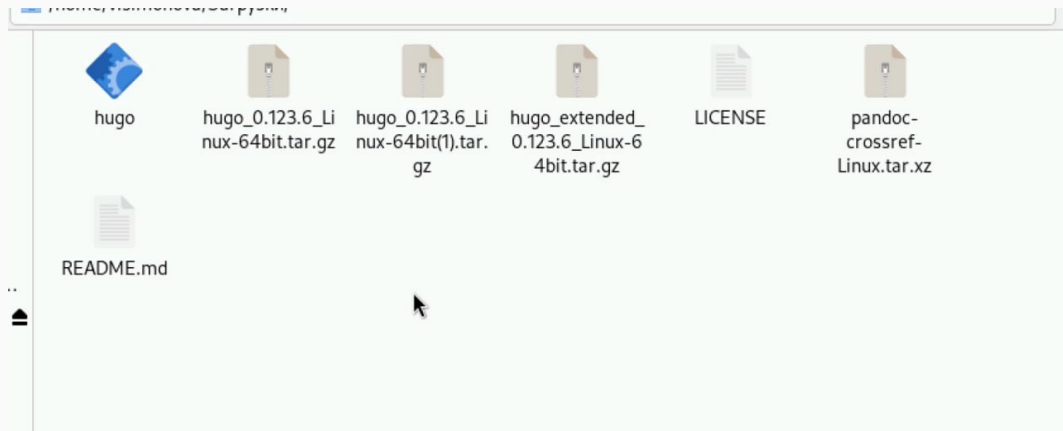 hugo
hugo_0.123.6_Li
nux-64bit.tar.gz
hugo_0.123.6_Li
nux-64bit(1).tar.
gz
hugo_extended_
0.123.6_Linux-6
4bit.tar.gz
LICENSE
pandoc-
crossref-
Linux.tar.xz
README.md